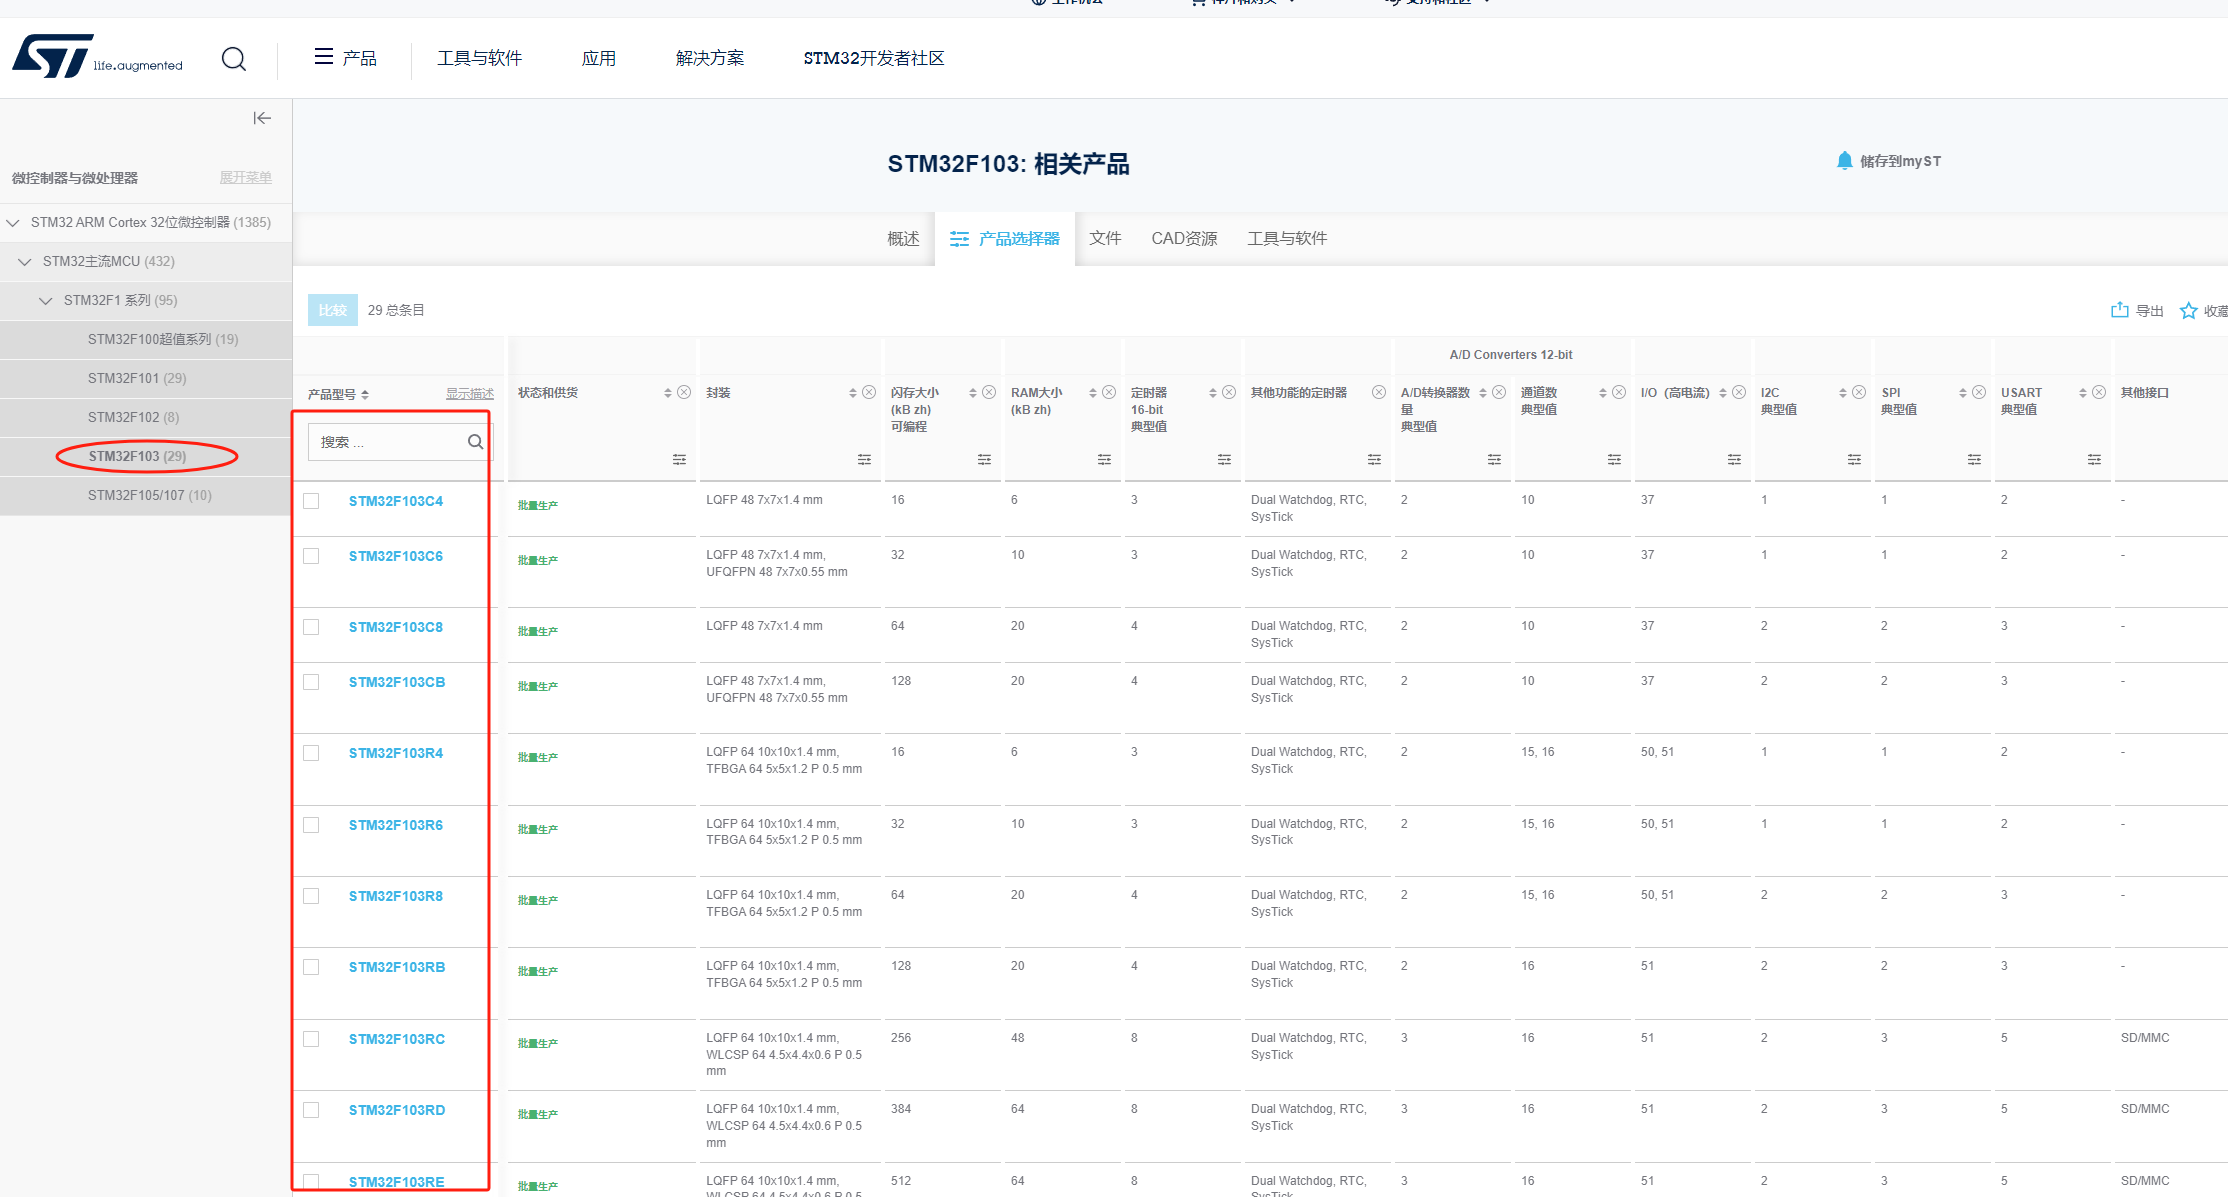 工作机会 样片和购买 支持和社区
ST life.augmented 产品 工具与软件 应用 解决方案 STM32开发者社区
微控制器与微处理器 展开菜单
STM32 ARM Cortex 32位微控制器 (1385)
STM32主流MCU (432)
STM32F1 系列 (95)
STM32F100超值系列 (19)
STM32F101 (29)
STM32F102 (8)
STM32F103 (29)
STM32F105/107 (10)
STM32F103: 相关产品
储存到myST
概述 产品选择器 文件 CAD资源 工具与软件
比较 29 总条目 导出 收藏
A/D Converters 12-bit
产品型号 显示描述 状态和供货 封装 闪存大小 (kB zh) 可编程 RAM大小 (kB zh) 定时器 16-bit 典型值 其他功能的定时器 A/D转换器数量 典型值 通道数 典型值 I/O（高电流） I2C 典型值 SPI 典型值 USART 典型值 其他接口
搜索 ...
STM32F103C4 批量生产 LQFP 48 7x7x1.4 mm 16 6 3 Dual Watchdog, RTC, SysTick 2 10 37 1 1 2 -
STM32F103C6 批量生产 LQFP 48 7x7x1.4 mm, UFQFPN 48 7x7x0.55 mm 32 10 3 Dual Watchdog, RTC, SysTick 2 10 37 1 1 2 -
STM32F103C8 批量生产 LQFP 48 7x7x1.4 mm 64 20 4 Dual Watchdog, RTC, SysTick 2 10 37 2 2 3 -
STM32F103CB 批量生产 LQFP 48 7x7x1.4 mm, UFQFPN 48 7x7x0.55 mm 128 20 4 Dual Watchdog, RTC, SysTick 2 10 37 2 2 3 -
STM32F103R4 批量生产 LQFP 64 10x10x1.4 mm, TFBGA 64 5x5x1.2 P 0.5 mm 16 6 3 Dual Watchdog, RTC, SysTick 2 15, 16 50, 51 1 1 2 -
STM32F103R6 批量生产 LQFP 64 10x10x1.4 mm, TFBGA 64 5x5x1.2 P 0.5 mm 32 10 3 Dual Watchdog, RTC, SysTick 2 15, 16 50, 51 1 1 2 -
STM32F103R8 批量生产 LQFP 64 10x10x1.4 mm, TFBGA 64 5x5x1.2 P 0.5 mm 64 20 4 Dual Watchdog, RTC, SysTick 2 15, 16 50, 51 2 2 3 -
STM32F103RB 批量生产 LQFP 64 10x10x1.4 mm, TFBGA 64 5x5x1.2 P 0.5 mm 128 20 4 Dual Watchdog, RTC, SysTick 2 16 51 2 2 3 -
STM32F103RC 批量生产 LQFP 64 10x10x1.4 mm, WLCSP 64 4.5x4.4x0.6 P 0.5 mm 256 48 8 Dual Watchdog, RTC, SysTick 3 16 51 2 3 5 SD/MMC
STM32F103RD 批量生产 LQFP 64 10x10x1.4 mm, WLCSP 64 4.5x4.4x0.6 P 0.5 mm 384 64 8 Dual Watchdog, RTC, SysTick 3 16 51 2 3 5 SD/MMC
STM32F103RE 批量生产 LQFP 64 10x10x1.4 mm, WLCSP 64 4.5x4.4x0.6 P 0.5 512 64 8 Dual Watchdog, RTC, SysTick 3 16 51 2 3 5 SD/MMC